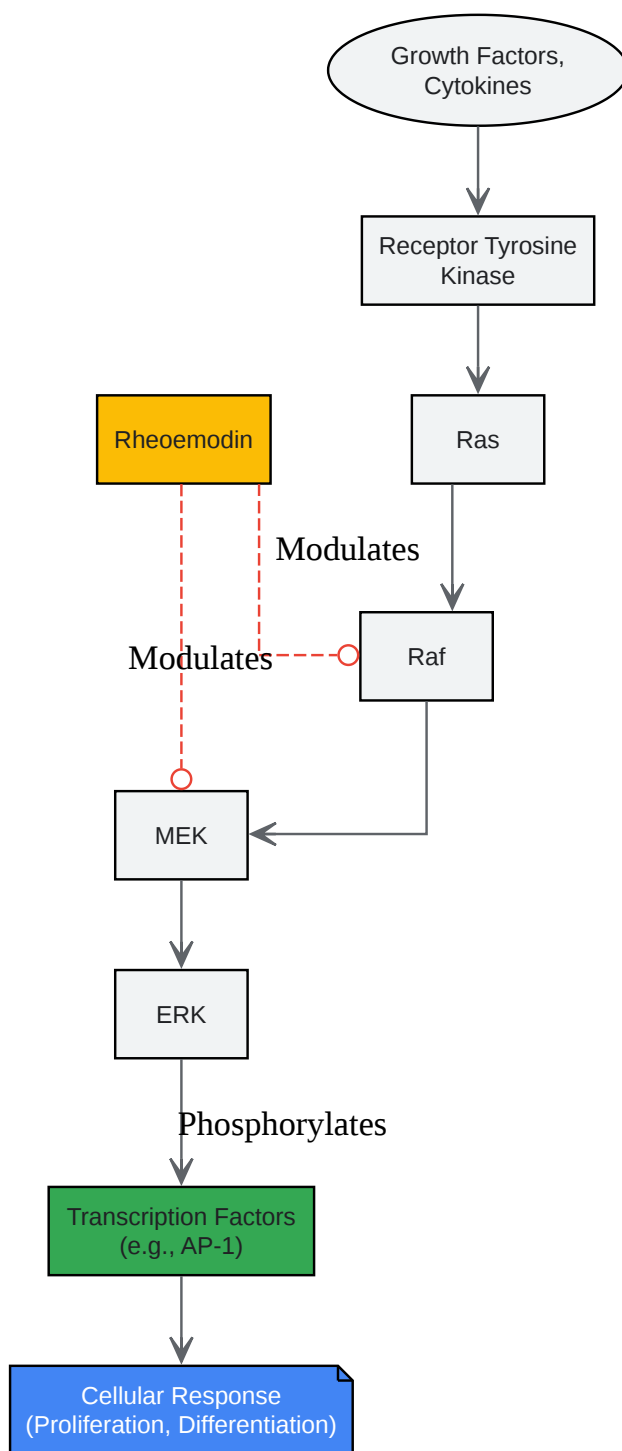 Growth Factors,
Cytokines
Receptor Tyrosine
Kinase
Rheoemodin
Ras
Modulates
Modulates
Raf
MEK
ERK
Phosphorylates
Transcription Factors
(e.g., AP-1)
Cellular Response
(Proliferation, Differentiation)